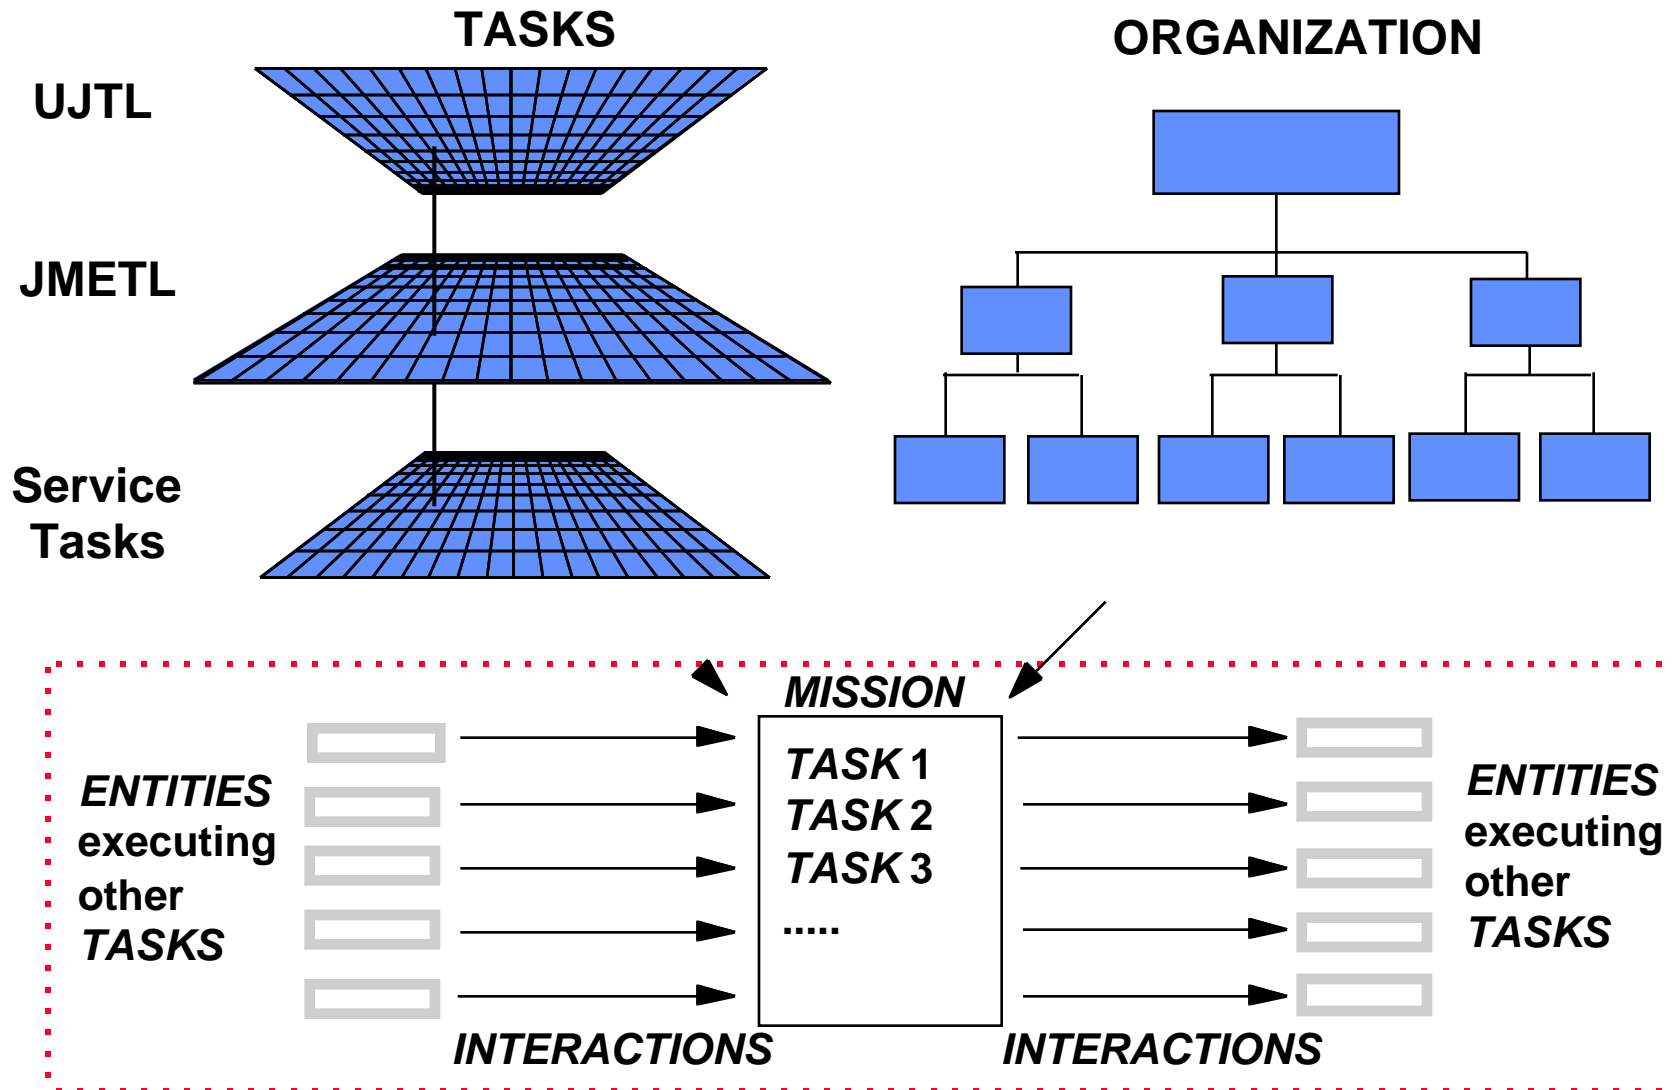 TASKS
ORGANIZATION
UJTL
JMETL
Service
Tasks
MISSION
TASK 1
TASK 2
TASK 3
.....
ENTITIES
executing
other
TASKS
ENTITIES
executing
other
TASKS
INTERACTIONS
INTERACTIONS